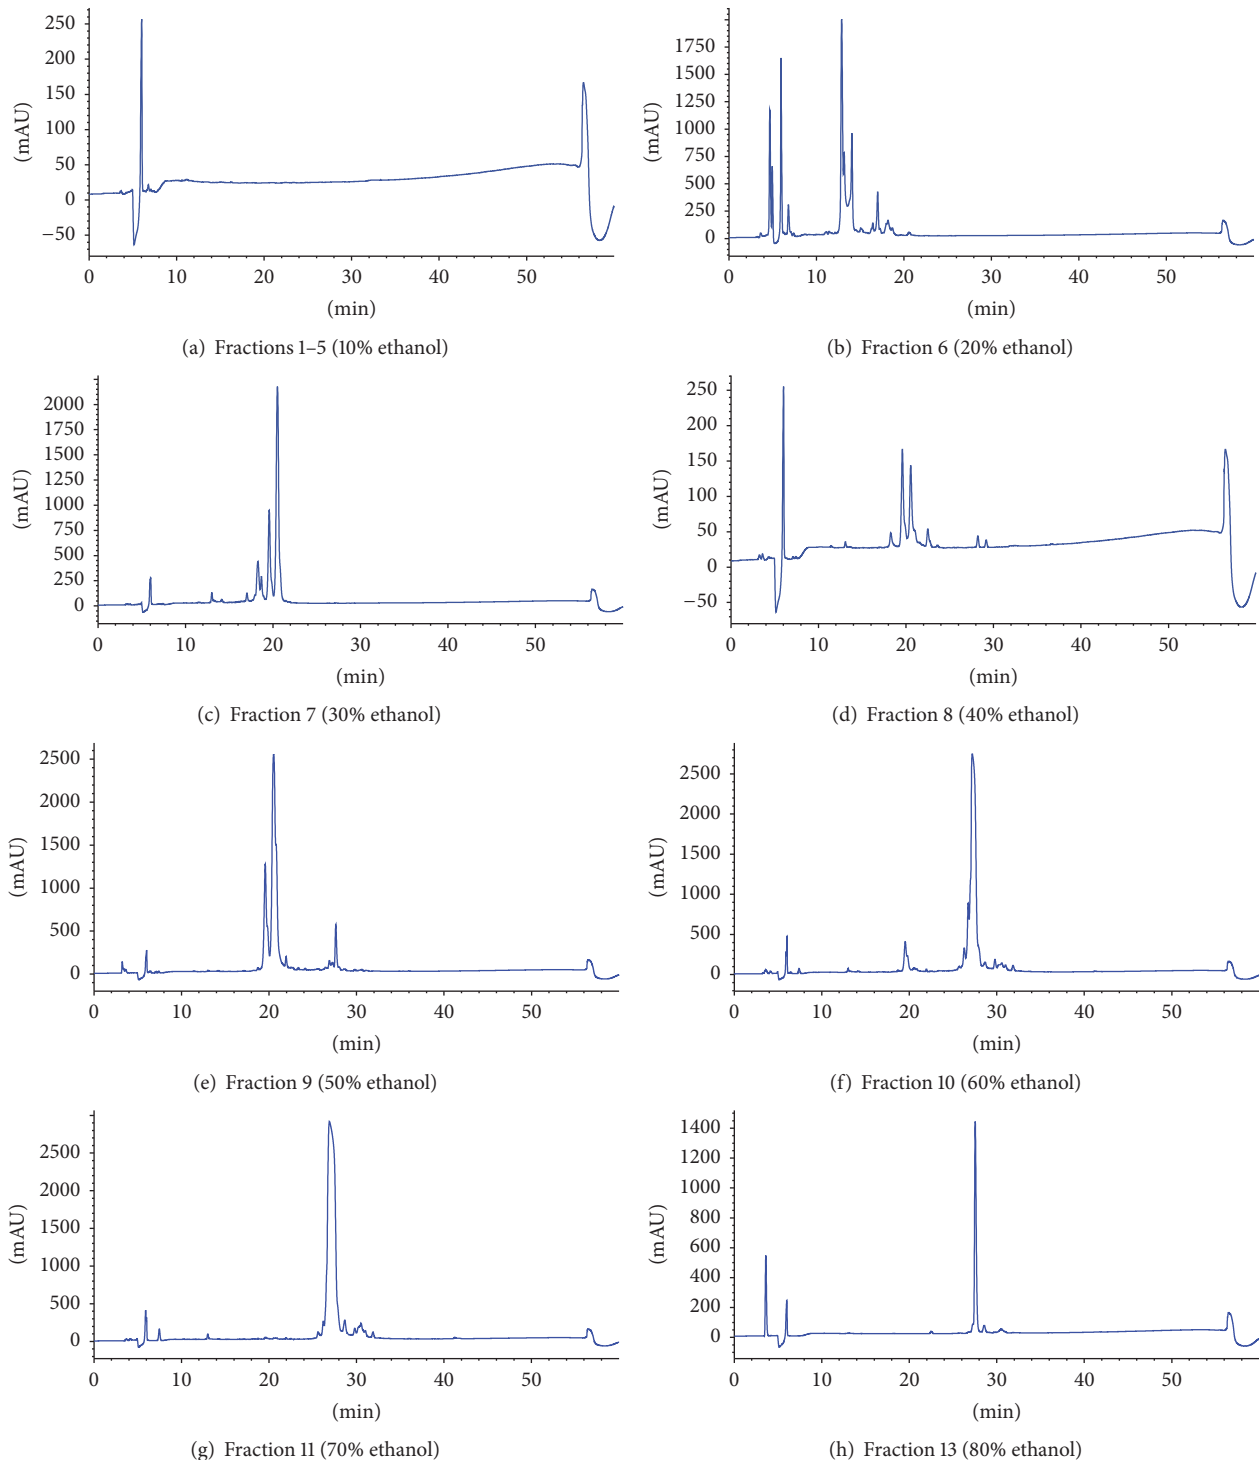 250
200
150
100
50
0
−50
(mAU)
0 10 20 30 40 50
(min)
(a) Fractions 1–5 (10% ethanol)
1750
1500
1250
1000
750
500
250
0
(mAU)
0 10 20 30 40 50
(min)
(b) Fraction 6 (20% ethanol)
2000
1750
1500
1250
1000
750
500
250
0
(mAU)
0 10 20 30 40 50
(min)
(c) Fraction 7 (30% ethanol)
250
200
150
100
50
0
−50
(mAU)
0 10 20 30 40 50
(min)
(d) Fraction 8 (40% ethanol)
2500
2000
1500
1000
500
0
(mAU)
0 10 20 30 40 50
(min)
(e) Fraction 9 (50% ethanol)
2500
2000
1500
1000
500
0
(mAU)
0 10 20 30 40 50
(min)
(f) Fraction 10 (60% ethanol)
2500
2000
1500
1000
500
0
(mAU)
0 10 20 30 40 50
(min)
(g) Fraction 11 (70% ethanol)
1400
1200
1000
800
600
400
200
0
(mAU)
0 10 20 30 40 50
(min)
(h) Fraction 13 (80% ethanol)